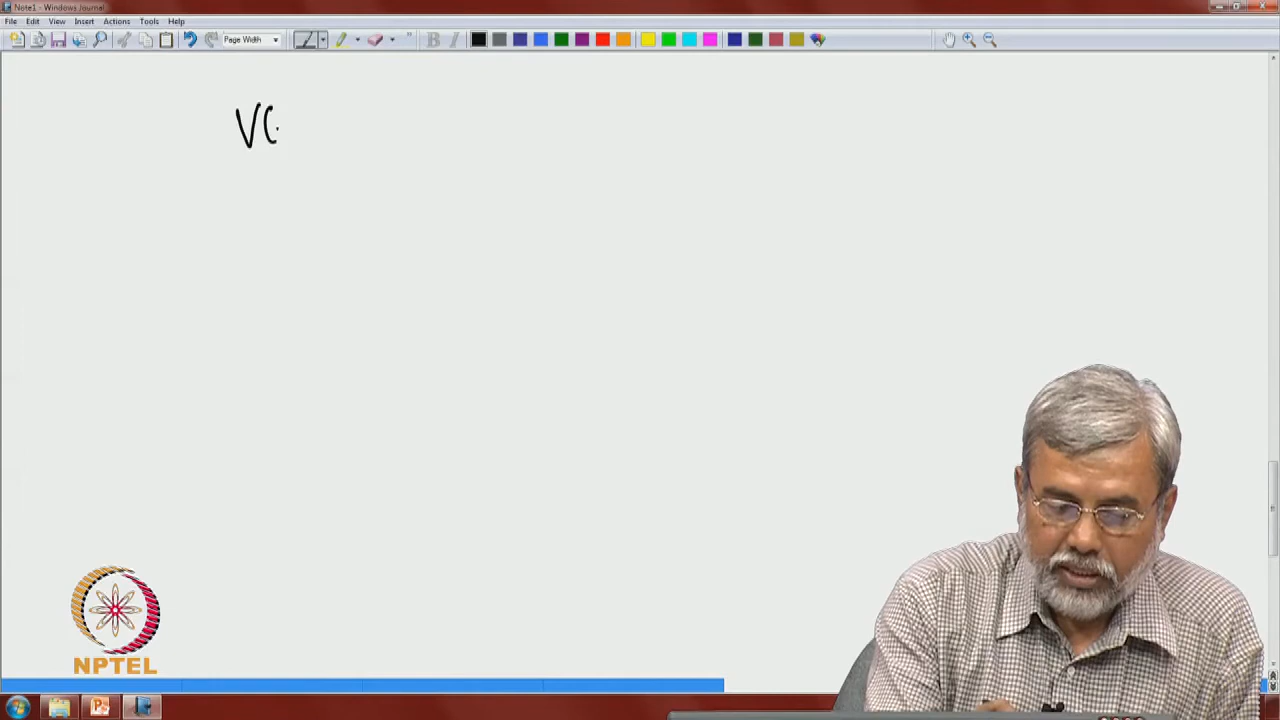 Note1 - Windows Journal
File Edit View Insert Actions Tools Help
Page Width
B I
V(
NPTEL